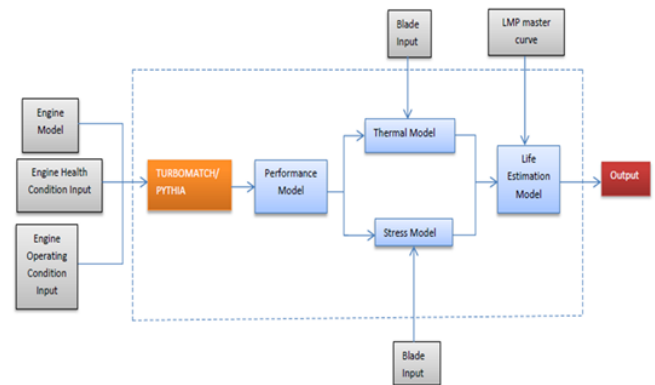 Blade
Input
LMP master
curve
Engine
Model
Thermal Model
Engine Health
Condition Input
TURBOMATCH/
PYTHIA
Performance
Model
Life
Estimation
Model
Output
Engine
Operating
Condition
Input
Stress Model
Blade
Input